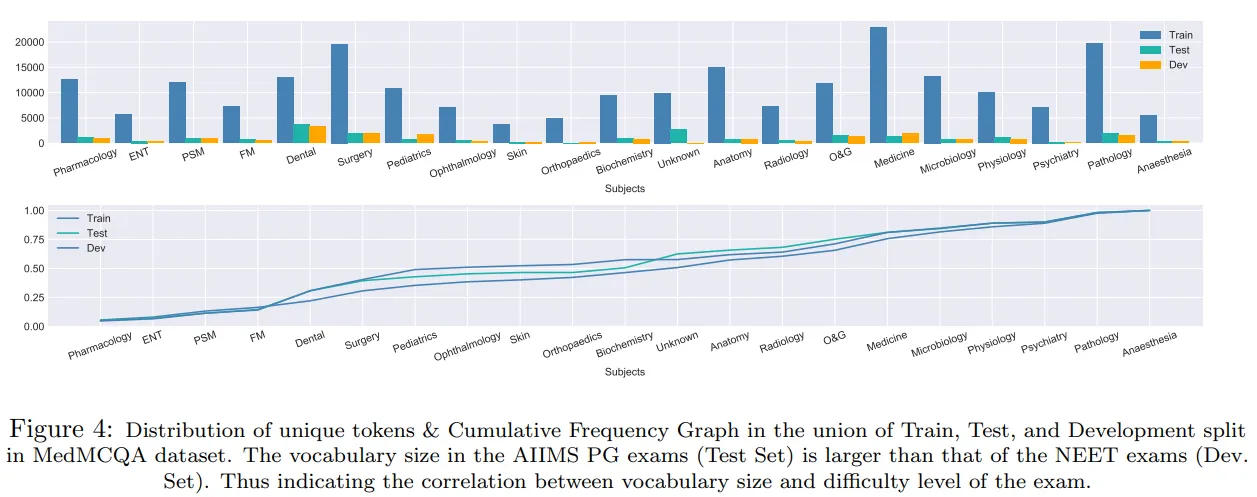 20000
15000
10000
5000
0
Train
Test
Dev
Pharmacology ENT PSM FM Dental Surgery Pediatrics Ophthalmology Skin Orthopaedics Biochemistry Unknown Anatomy Radiology O&G Medicine Microbiology Physiology Psychiatry Pathology Anaesthesia
Subjects
1.00
0.75
0.50
0.25
0.00
Train
Test
Dev
Pharmacology ENT PSM FM Dental Surgery Pediatrics Ophthalmology Skin Orthopaedics Biochemistry Unknown Anatomy Radiology O&G Medicine Microbiology Physiology Psychiatry Pathology Anaesthesia
Subjects
Figure 4: Distribution of unique tokens & Cumulative Frequency Graph in the union of Train, Test, and Development split
in MedMCQA dataset. The vocabulary size in the AIIMS PG exams (Test Set) is larger than that of the NEET exams (Dev.
Set). Thus indicating the correlation between vocabulary size and difficulty level of the exam.